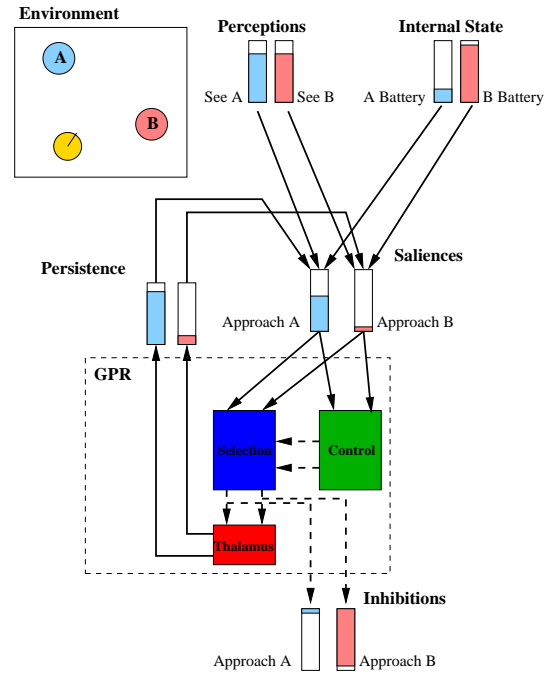 Environment
Perceptions
Internal State
A
B
See A
See B
A Battery
B Battery
Persistence
Saliences
Approach A
Approach B
GPR
Selection
Control
Thalamus
Inhibitions
Approach A
Approach B